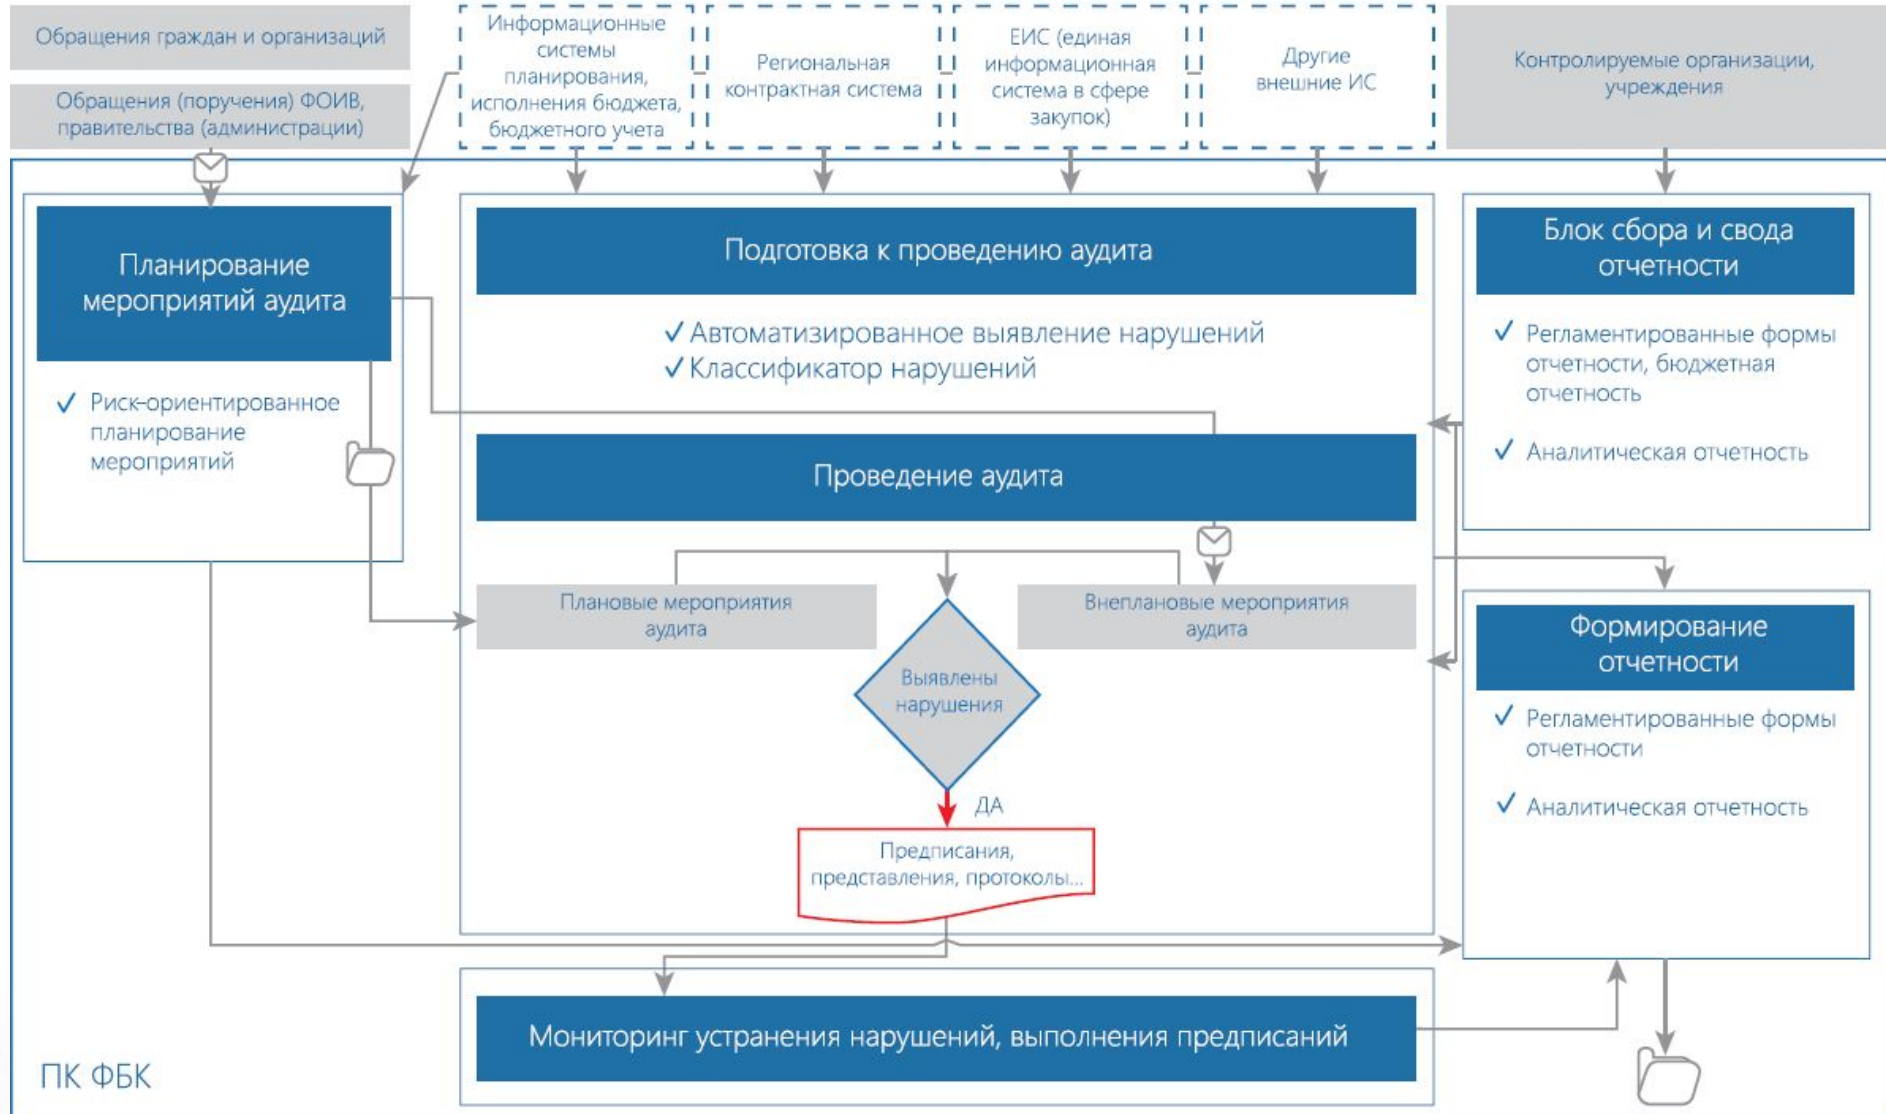 Обращения граждан и организаций
Обращения (поручения) ФОИВ,
правительства (администрации)
Информационные
системы
планирования,
исполнения бюджета,
бюджетного учета
Региональная
контрактная система
ЕИС (единая
информационная
система в сфере
закупок)
Другие
внешние ИС
Контролируемые организации,
учреждения
Планирование
мероприятий аудита
Риск-ориентированное
планирование
мероприятий
Подготовка к проведению аудита
Автоматизированное выявление нарушений
Классификатор нарушений
Проведение аудита
Плановые мероприятия
аудита
Внеплановые мероприятия
аудита
Выявлены
нарушения
ДА
Предписания,
представления, протоколы...
Блок сбора и свода
отчетности
Регламентированные формы
отчетности, бюджетная
отчетность
Аналитическая отчетность
Формирование
отчетности
Регламентированные формы
отчетности
Аналитическая отчетность
Мониторинг устранения нарушений, выполнения предписаний
ПК ФБК